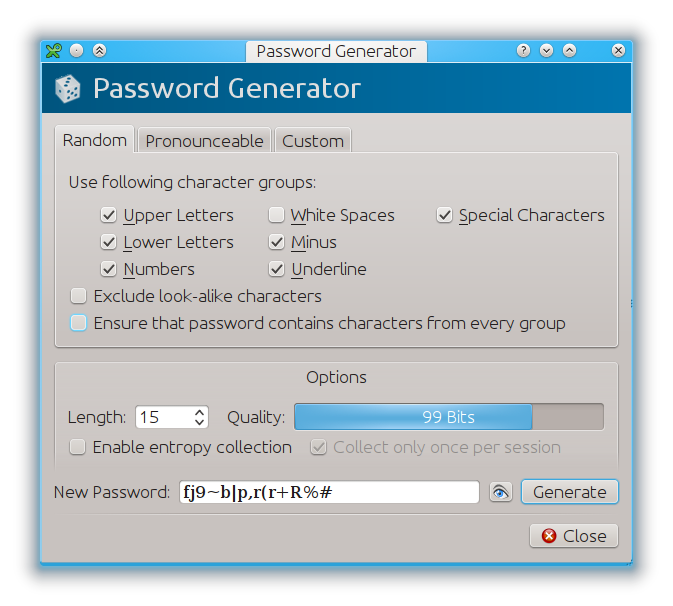 Password Generator
Password Generator
Random Pronounceable Custom
Use following character groups:
Upper Letters White Spaces Special Characters
Lower Letters Minus
Numbers Underline
Exclude look-alike characters
Ensure that password contains characters from every group
Options
Length: 15 Quality: 99 Bits
Enable entropy collection Collect only once per session
New Password: fj9~b|p,r(r+R%# Generate
Close